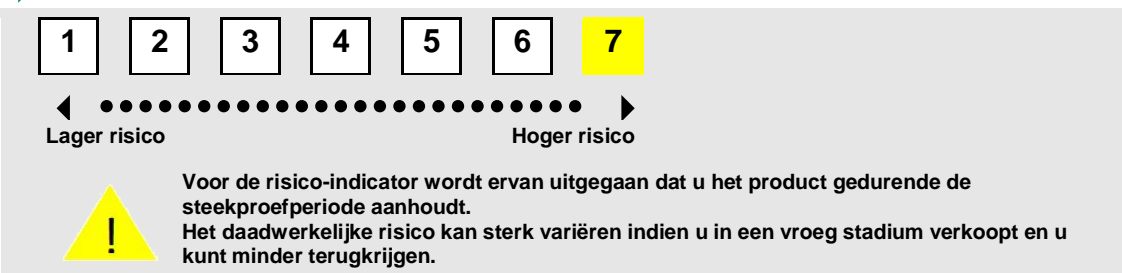 1 2 3 4 5 6 7
Lager risico Hoger risico
Voor de risico-indicator wordt ervan uitgegaan dat u het product gedurende de
steekproefperiode aanhoudt.
Het daadwerkelijke risico kan sterk variëren indien u in een vroeg stadium verkoopt en u
kunt minder terugkrijgen.
!